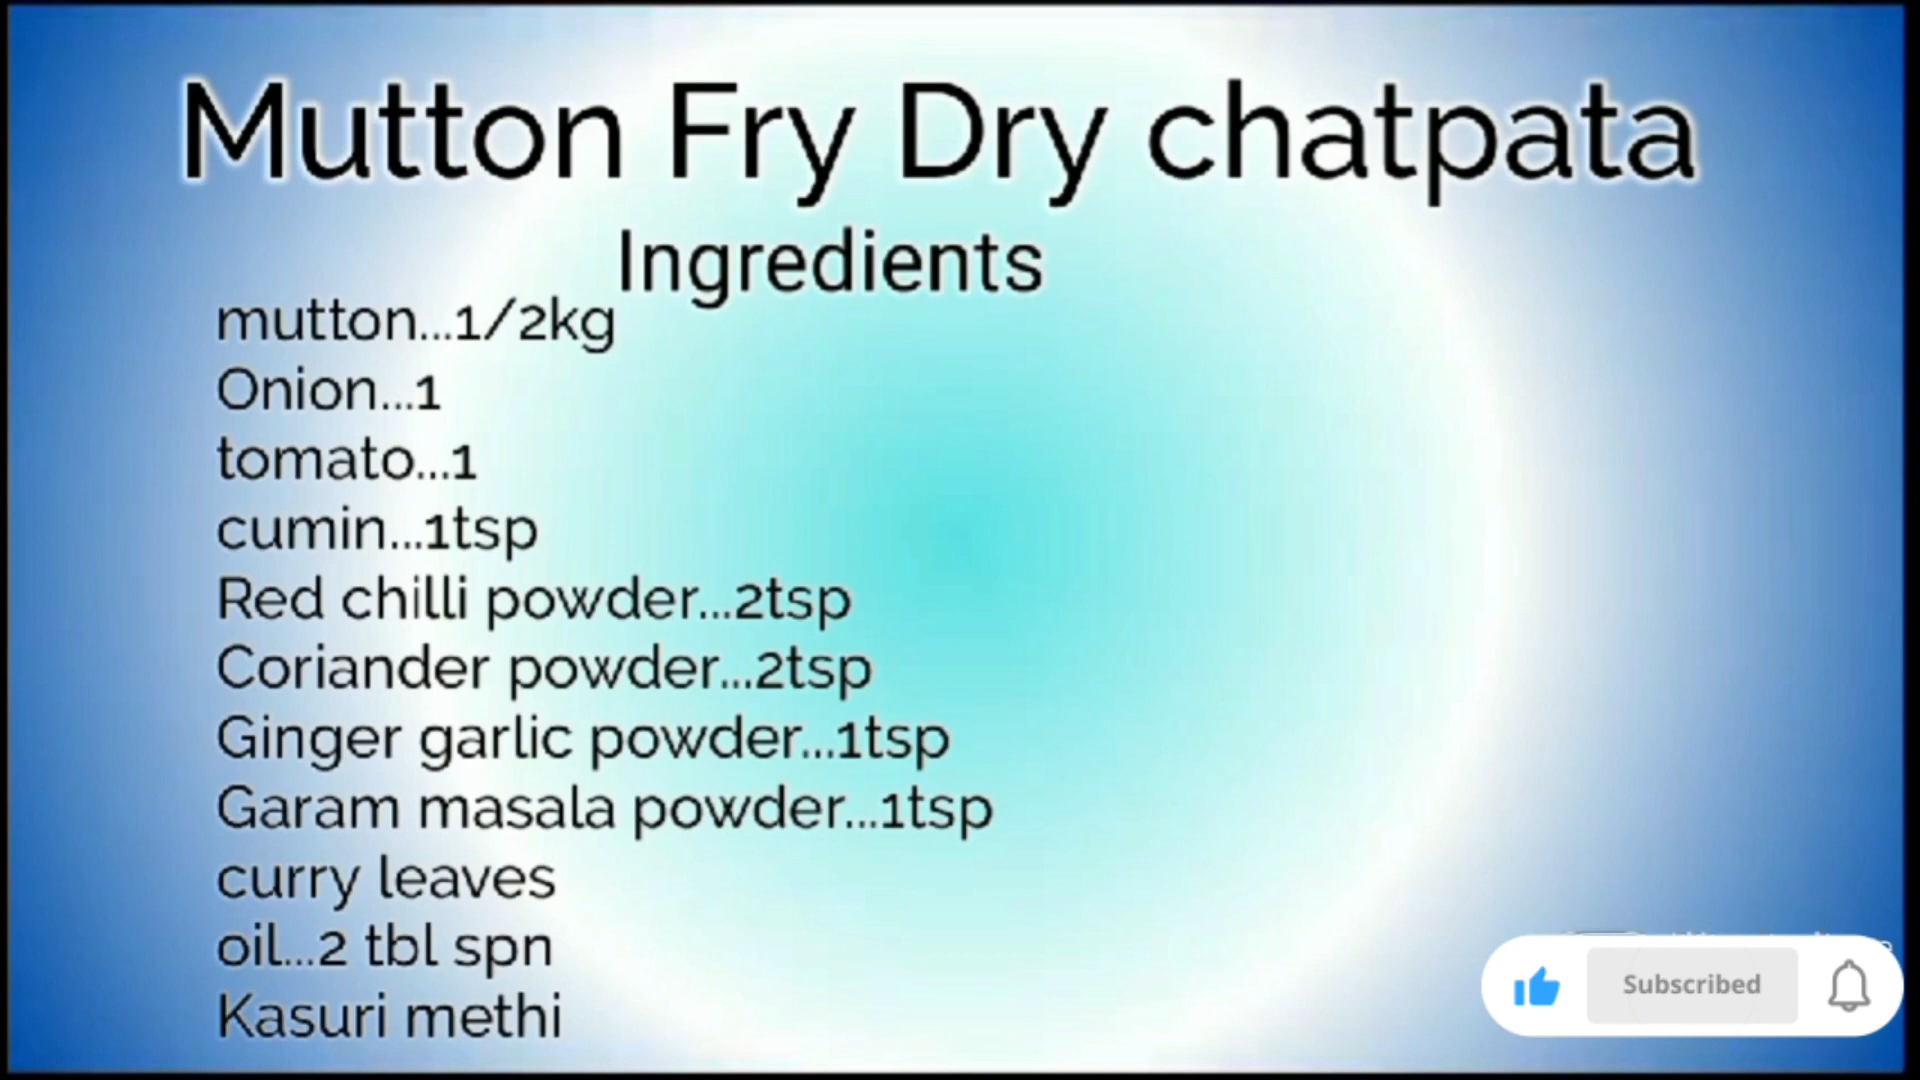 Mutton Fry Dry chatpata
Ingredients
mutton...1/2kg
Onion...1
tomato...1
cumin...1tsp
Red chilli powder...2tsp
Coriander powder...2tsp
Ginger garlic powder...1tsp
Garam masala powder...1tsp
curry leaves
oil...2 tbl spn
Kasuri methi
Subscribed